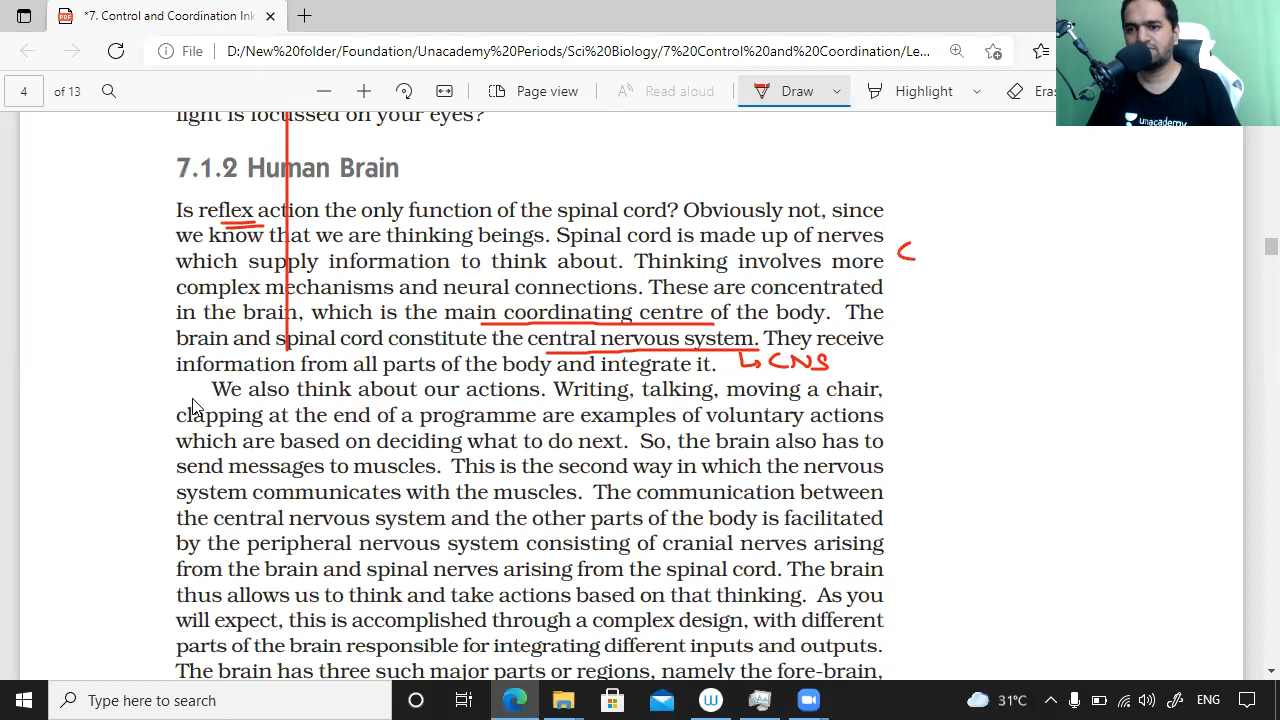 *7. Control and Coordination Ink
File
D:/New%20folder/Foundation/Unacademy%20Periods/Sci%20Biology/7%20Control%20and%20Coordination/Le...
4 of 13
Page view
Read aloud
Draw
Highlight
Eras
unacademy
light is focussed on your eyes?
7.1.2 Human Brain
Is reflex action the only function of the spinal cord? Obviously not, since
we know that we are thinking beings. Spinal cord is made up of nerves
which supply information to think about. Thinking involves more
C
complex mechanisms and neural connections. These are concentrated
in the brain, which is the main coordinating centre of the body. The
brain and spinal cord constitute the central nervous system. They receive
information from all parts of the body and integrate it.
CNS
We also think about our actions. Writing, talking, moving a chair,
clapping at the end of a programme are examples of voluntary actions
which are based on deciding what to do next. So, the brain also has to
send messages to muscles. This is the second way in which the nervous
system communicates with the muscles. The communication between
the central nervous system and the other parts of the body is facilitated
by the peripheral nervous system consisting of cranial nerves arising
from the brain and spinal nerves arising from the spinal cord. The brain
thus allows us to think and take actions based on that thinking. As you
will expect, this is accomplished through a complex design, with different
parts of the brain responsible for integrating different inputs and outputs.
The brain has three such major parts or regions, namely the fore-brain,
Type here to search
31°C
ENG